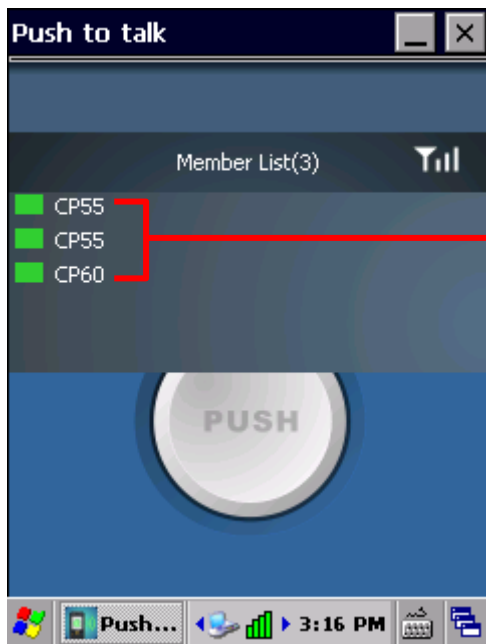 Push to talk
Member List(3)
CP55
CP55
CP60
PUSH
Push... 3:16 PM